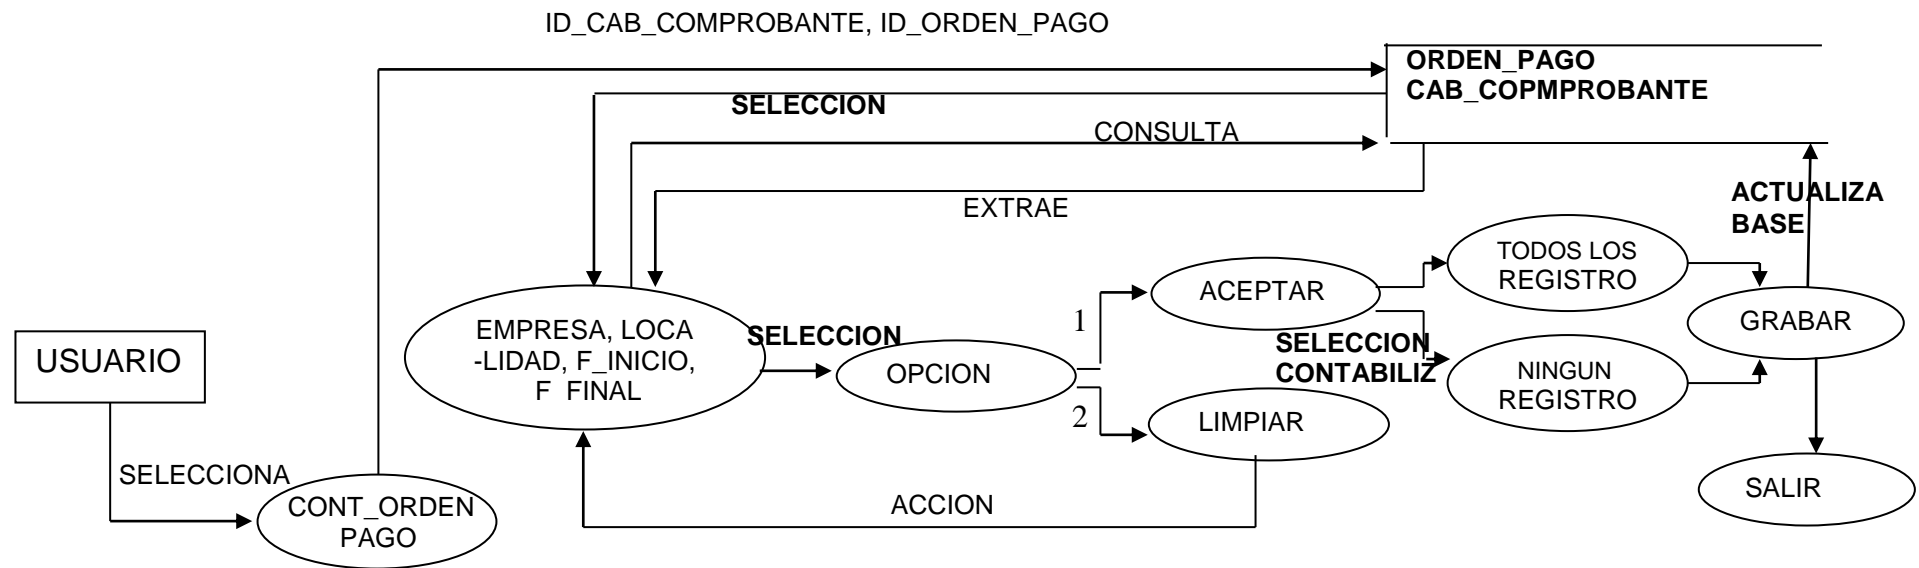 ID_CAB_COMPROBANTE, ID_ORDEN_PAGO
ORDEN_PAGO
CAB_COPMPROBANTE
SELECCION
CONSULTA
EXTRAE
ACTUALIZA
BASE
TODOS LOS
REGISTRO
ACEPTAR
1
EMPRESA, LOCA
-LIDAD, F_INICIO,
F FINAL
SELECCION
OPCION
SELECCION
CONTABILIZ
GRABAR
USUARIO
NINGUN
REGISTRO
2
LIMPIAR
SELECCIONA
CONT_ORDEN
PAGO
ACCION
SALIR